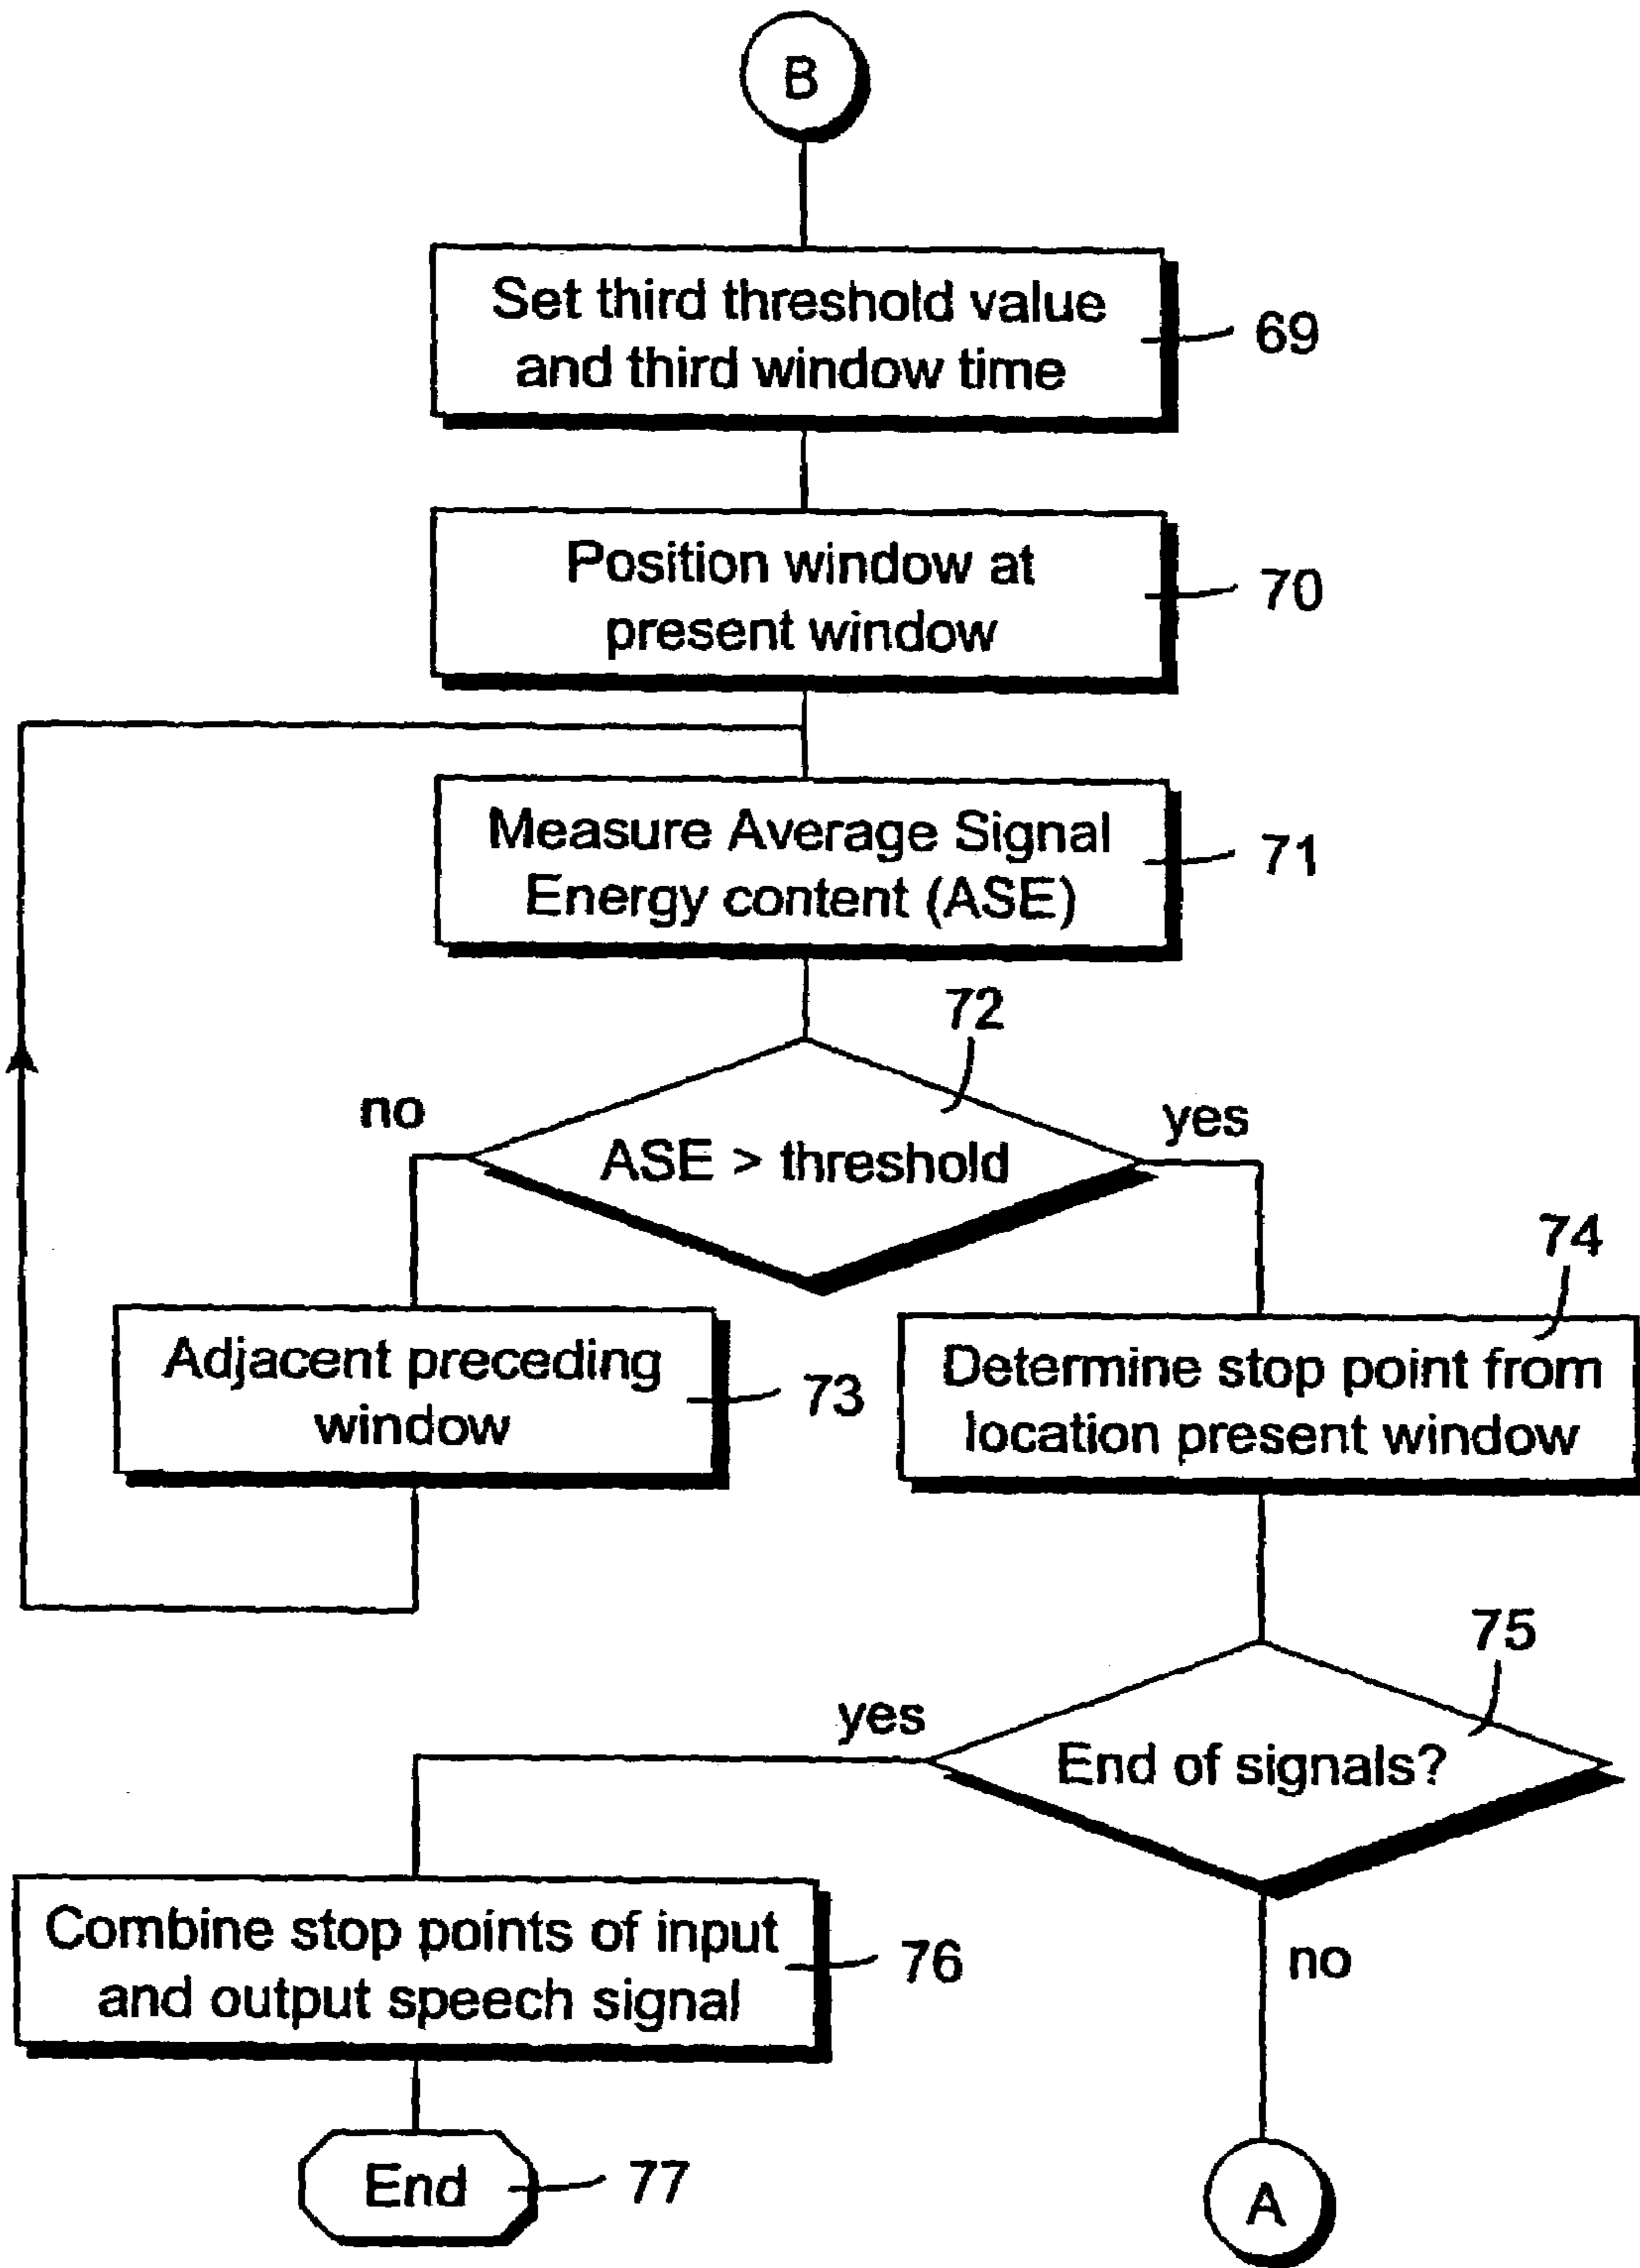 B
Set third threshold value
and third window time
69
Position window at
present window
70
Measure Average Signal
Energy content (ASE)
71
72
no
yes
ASE > threshold
74
Adjacent preceding
window
73
Determine stop point from
location present window
75
yes
End of signals?
Combine stop points of input
and output speech signal
76
no
End
77
A